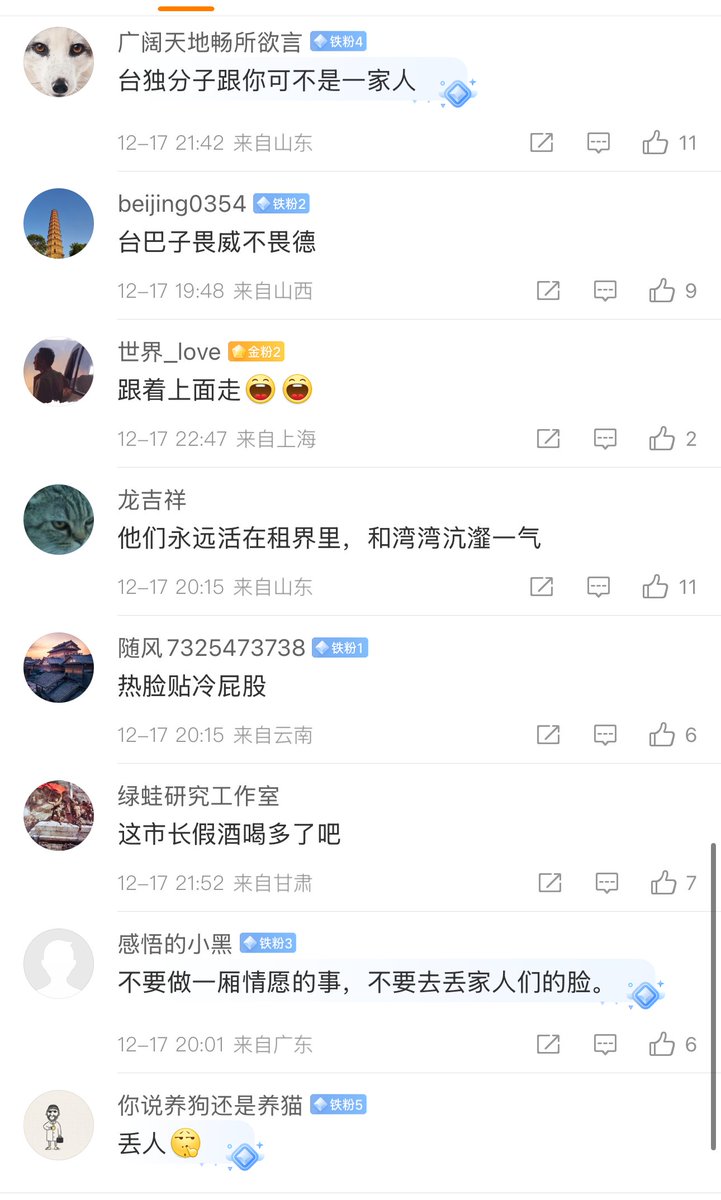 广阔天地畅所欲言 铁粉4
台独分子跟你可不是一家人
12-17 21:42 来自山东 11
beijing0354 铁粉2
台巴子畏威不畏德
12-17 19:48 来自山西 9
世界_love 金粉2
跟着上面走
12-17 22:47 来自上海 2
龙吉祥
他们永远活在租界里，和湾湾沆瀣一气
12-17 20:15 来自山东 11
随风7325473738 铁粉1
热脸贴冷屁股
12-17 20:15 来自云南 6
绿蛙研究工作室
这市长假酒喝多了吧
12-17 21:52 来自甘肃 7
感悟的小黑 铁粉3
不要做一厢情愿的事，不要去丢家人们的脸。
12-17 20:01 来自广东 6
你说养狗还是养猫 铁粉5
丢人